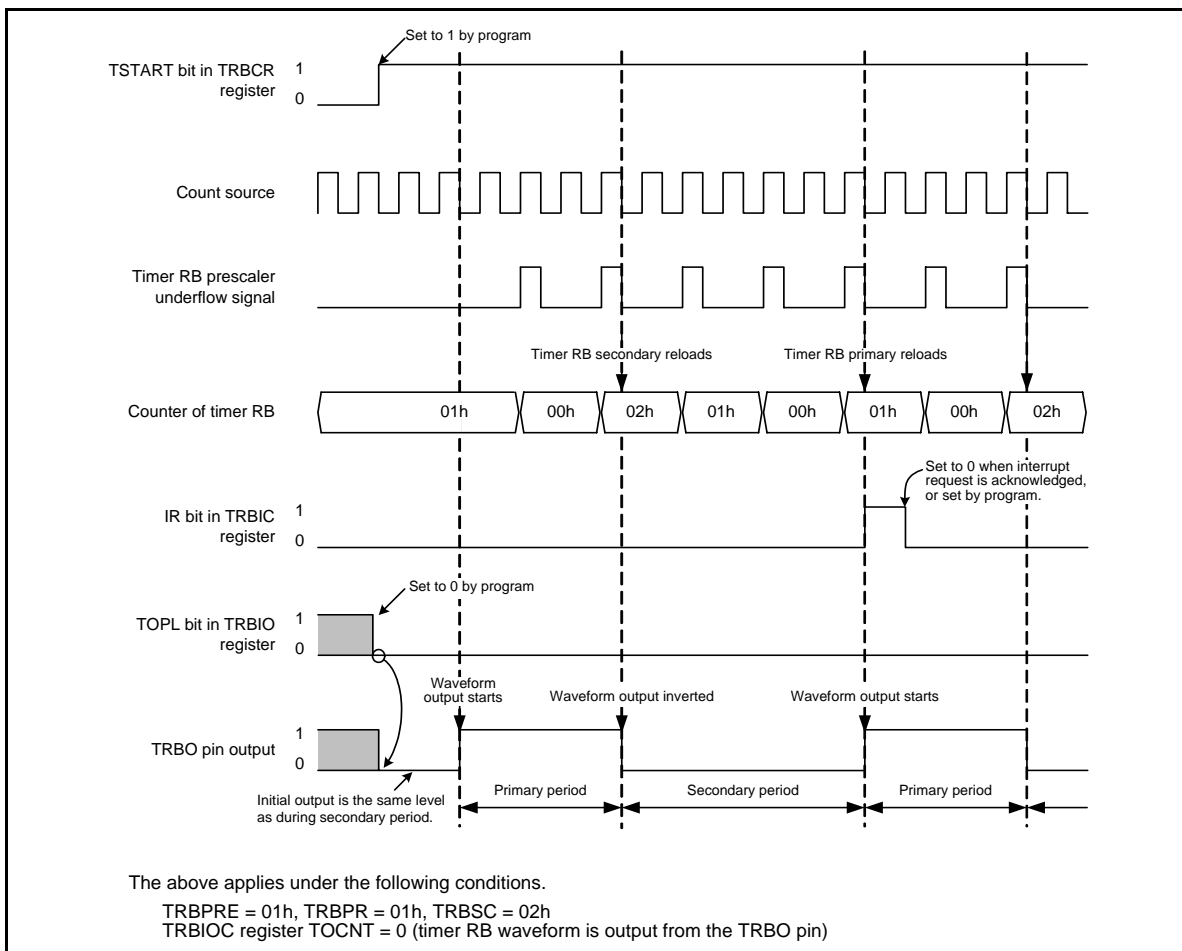 Set to 1 by program
TSTART bit in TRBCR
register
1
0
Count source
Timer RB prescaler
underflow signal
Timer RB secondary reloads
Timer RB primary reloads
Counter of timer RB
01h
00h
02h
01h
00h
01h
00h
02h
Set to 0 when interrupt
request is acknowledged,
or set by program.
IR bit in TRBIC
register
1
0
Set to 0 by program
TOPL bit in TRBIO
register
1
0
Waveform
output starts
Waveform output inverted
Waveform output starts
TRBO pin output
1
0
Initial output is the same level
as during secondary period.
Primary period
Secondary period
Primary period
The above applies under the following conditions.
TRBPRE = 01h, TRBPR = 01h, TRBSC = 02h
TRBIOC register TOCNT = 0 (timer RB waveform is output from the TRBO pin)